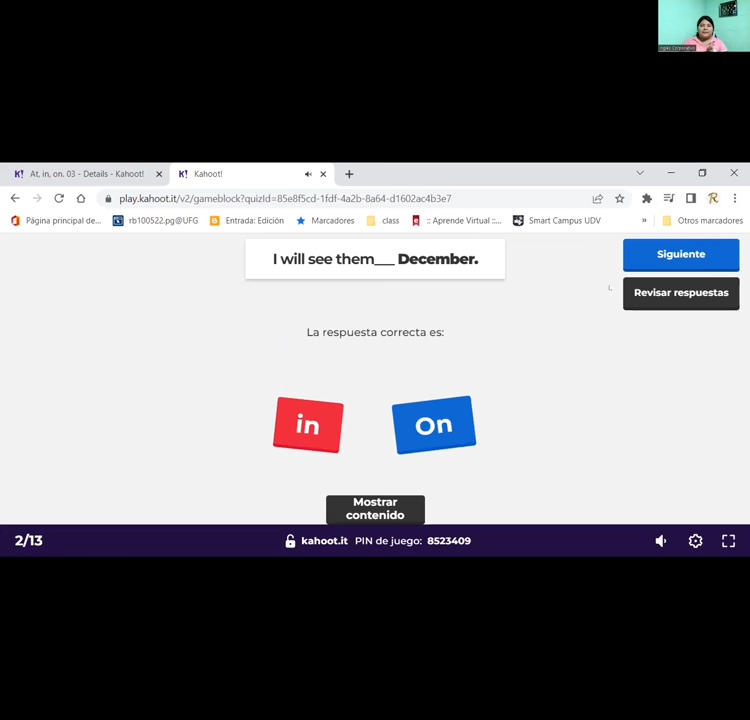 Ingles Corporativo
At, in, on. 03 - Details - Kahoot!
Kahoot!
play.kahoot.it/v2/gameblock?quizId=85e8f5cd-1fdf-4a2b-8a64-d1602ac4b3e7
Página principal de... rb100522.pg@UFG Entrada: Edición Marcadores class :: Aprende Virtual ::... Smart Campus UDV » Otros marcadores
I will see them___ December.
Siguiente
Revisar respuestas
La respuesta correcta es:
in
On
Mostrar
contenido
2/13
kahoot.it PIN de juego: 8523409